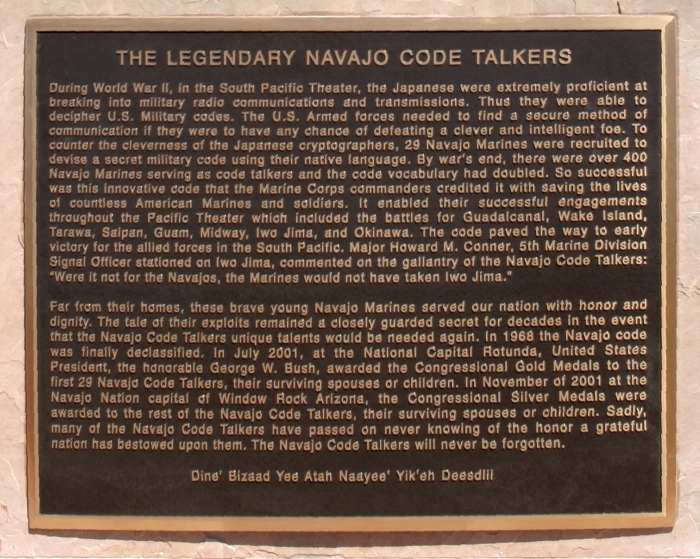 THE LEGENDARY NAVAJO CODE TALKERS
During World War II, in the South Pacific Theater, the Japanese were extremely proficient at
breaking into military radio communications and transmissions. Thus they were able to
decipher U.S. Military codes. The U.S. Armed forces needed to find a secure method of
communication if they were to have any chance of defeating a clever and intelligent foe. To
counter the cleverness of the Japanese cryptographers, 29 Navajo Marines were recruited to
devise a secret military code using their native language. By war's end, there were over 400
Navajo Marines serving as code talkers and the code vocabulary had doubled. So successful
was this innovative code that the Marine Corps commanders credited it with saving the lives
of countless American Marines and soldiers. It enabled their successful engagements
throughout the Pacific Theater which included the battles for Guadalcanal, Wake Island,
Tarawa, Saipan, Guam, Midway, Iwo Jima, and Okinawa. The code paved the way to early
victory for the allied forces in the South Pacific. Major Howard M. Conner, 5th Marine Division
Signal Officer stationed on Iwo Jima, commented on the gallantry of the Navajo Code Talkers:
"Were it not for the Navajos, the Marines would not have taken Iwo Jima."
Far from their homes, these brave young Navajo Marines served our nation with honor and
dignity. The tale of their exploits remained a closely guarded secret for decades in the event
that the Navajo Code Talkers unique talents would be needed again. In 1968 the Navajo code
was finally declassified. In July 2001, at the National Capital Rotunda, United States
President, the honorable George W. Bush, awarded the Congressional Gold Medals to the
first 29 Navajo Code Talkers, their surviving spouses or children. In November of 2001 at the
Navajo Nation capital of Window Rock Arizona, the Congressional Silver Medals were
awarded to the rest of the Navajo Code Talkers, their surviving spouses or children. Sadly,
many of the Navajo Code Talkers have passed on never knowing of the honor a grateful
nation has bestowed upon them. The Navajo Code Talkers will never be forgotten.
Dine' Bizaad Yee Atah Naayee' Yik'eh Deesdlii